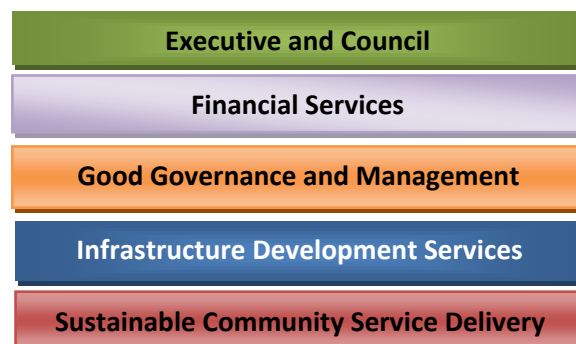 Executive and Council
Financial Services
Good Governance and Management
Infrastructure Development Services
Sustainable Community Service Delivery